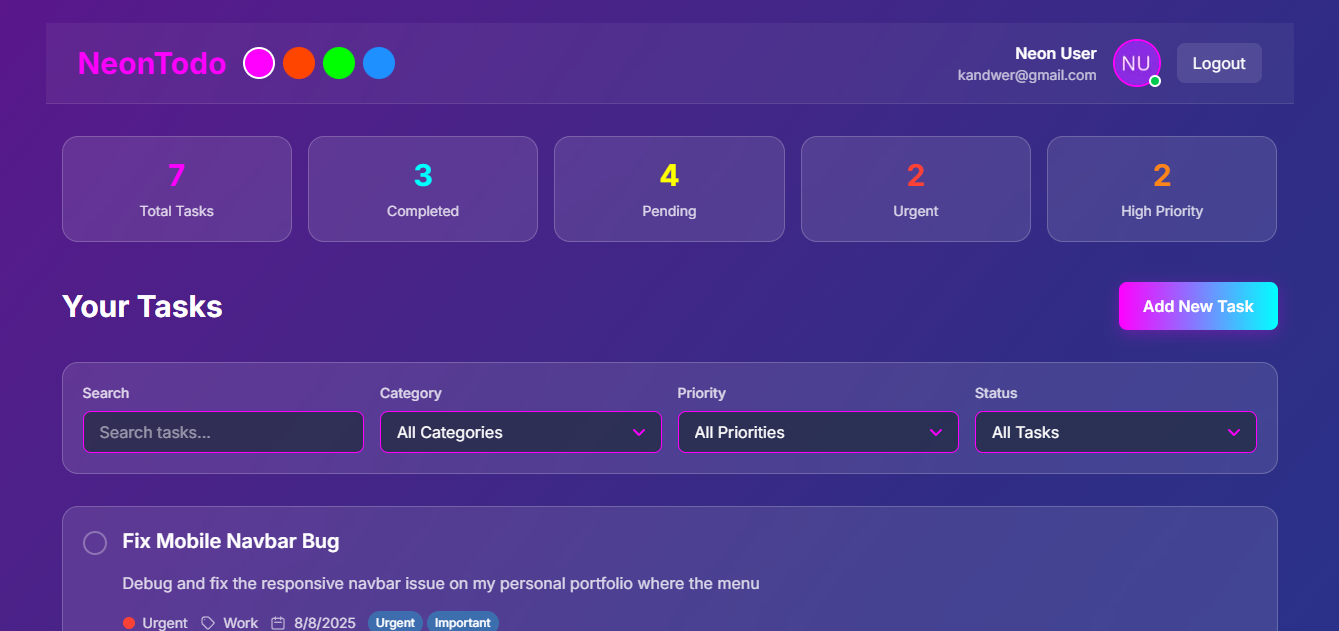 NeonTodo
Neon User
kandwer@gmail.com
NU
Logout
7
Total Tasks
3
Completed
4
Pending
2
Urgent
2
High Priority
Your Tasks
Add New Task
Search
Category
Priority
Status
Search tasks...
All Categories
All Priorities
All Tasks
Fix Mobile Navbar Bug
Debug and fix the responsive navbar issue on my personal portfolio where the menu
Urgent Work 8/8/2025 Urgent Important